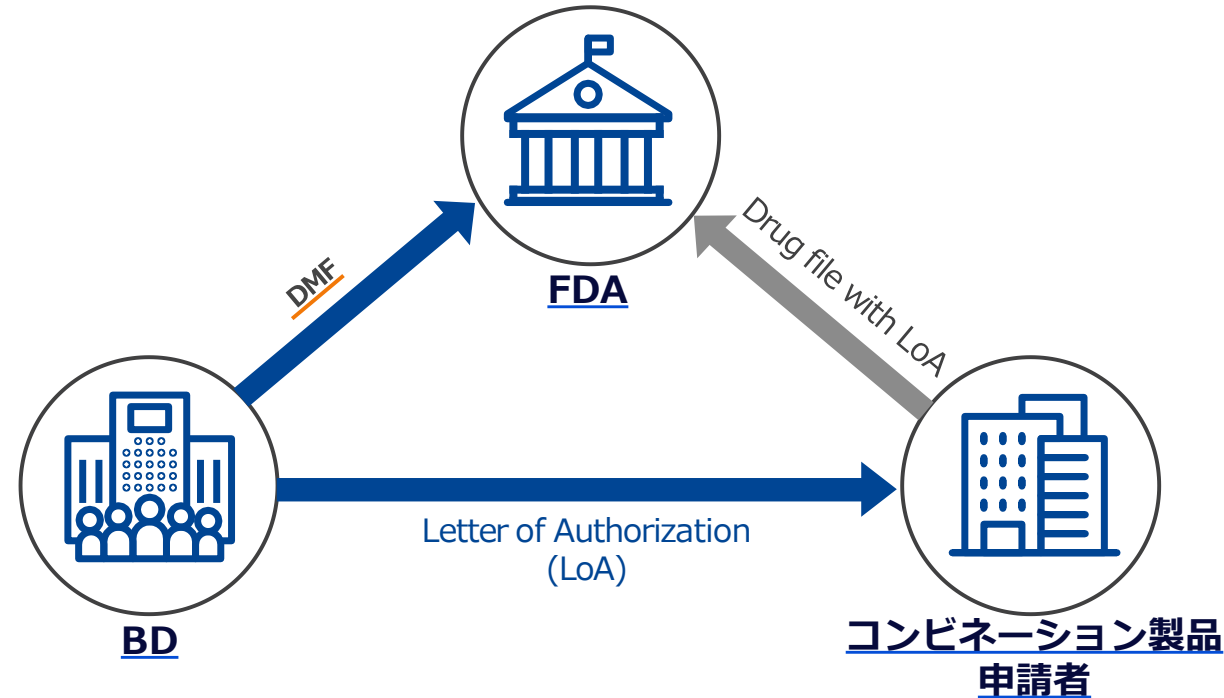 FDA
DMF
Drug file with LoA
Letter of Authorization
(LoA)
BD
コンビネーション製品
申請者